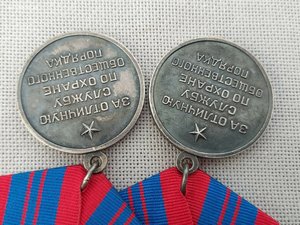 ЗА ОТЛИЧНУЮ
СЛУЖБУ
ПО ОХРАНЕ
ОБЩЕСТВЕННОГО
ПОРЯДКА
ЗА ОТЛИЧНУЮ
СЛУЖБУ
ПО ОХРАНЕ
ОБЩЕСТВЕННОГО
ПОРЯДКА